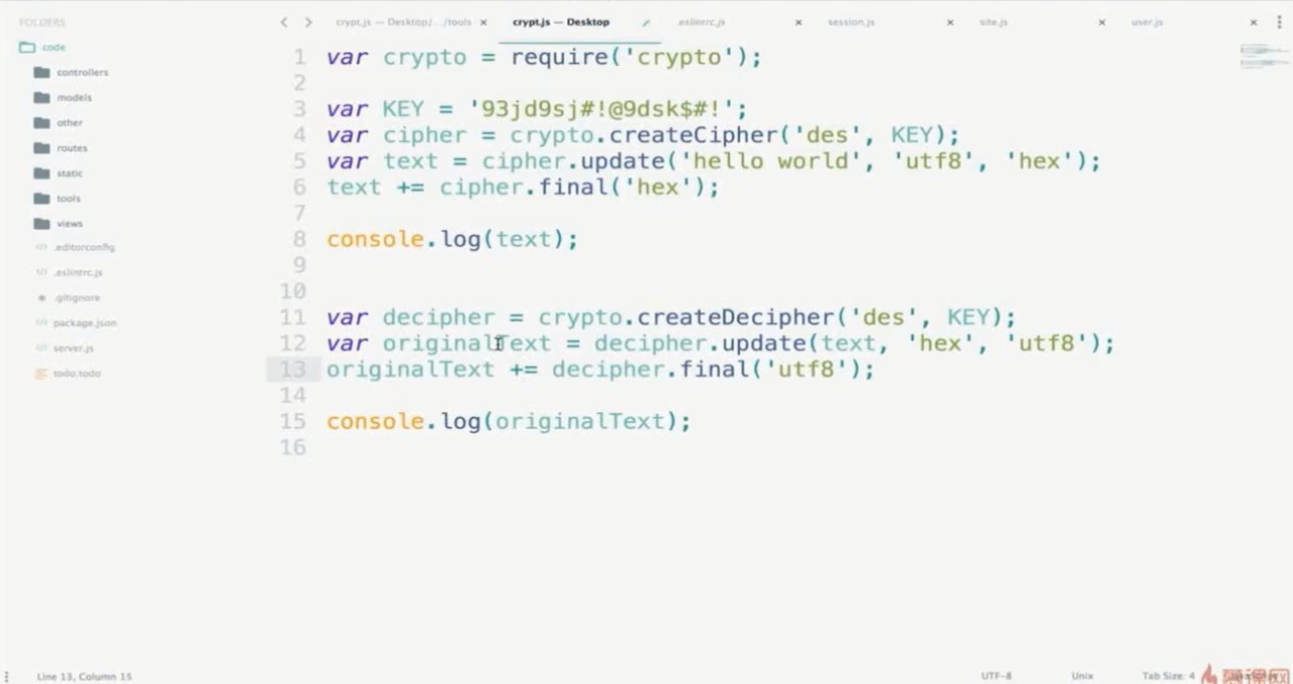 FOLDERS
code
controllers
models
other
routes
static
tools
views
.editorconfig
.eslintrc.js
.gitignore
package.json
server.js
todo.todo
crypt.js — Desktop/.../tools × crypt.js — Desktop .eslintrc.js × session.js × site.js × user.js ×
1 var crypto = require('crypto');
2
3 var KEY = '93jd9sj#!@9dsk$#!';
4 var cipher = crypto.createCipher('des', KEY);
5 var text = cipher.update('hello world', 'utf8', 'hex');
6 text += cipher.final('hex');
7
8 console.log(text);
9
10
11 var decipher = crypto.createDecipher('des', KEY);
12 var originalText = decipher.update(text, 'hex', 'utf8');
13 originalText += decipher.final('utf8');
14
15 console.log(originalText);
16
Line 13, Column 15 UTF-8 Unix Tab Size: 4
慕课网